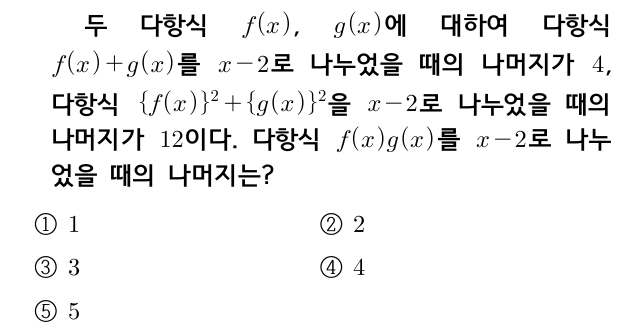 두 다항식 f(x), g(x)에 대하여 다항식
f(x)+g(x)를 x-2로 나누었을 때의 나머지가 4,
다항식 {f(x)}²+{g(x)}²을 x-2로 나누었을 때의
나머지가 12이다. 다항식 f(x)g(x)를 x-2로 나누
었을 때의 나머지는?
① 1 ② 2
③ 3 ④ 4
⑤ 5